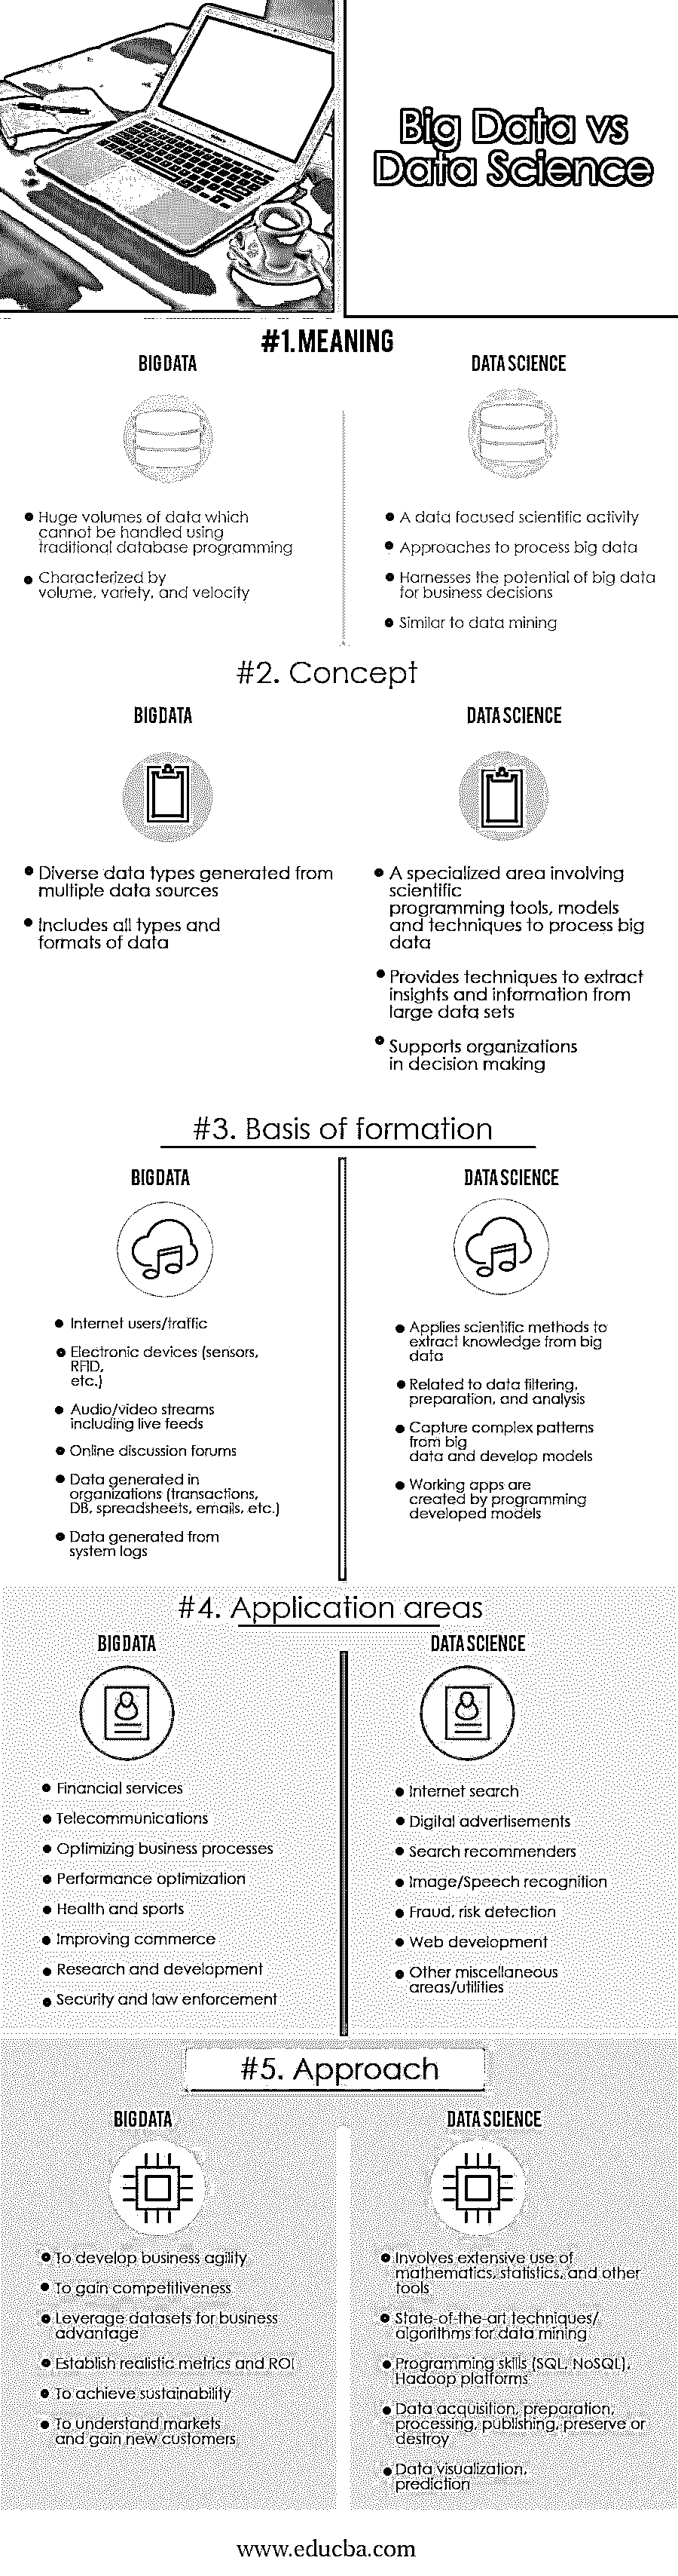 Big Data vs
Data Science
#1.MEANING
BIG DATA
Huge volumes of data which
cannot be handled using
traditional database programming
Characterized by
volume, variety, and velocity
DATA SCIENCE
A data focused scientific activity
Approaches to process big data
Harnesses the potential of big data
for business decisions
Similar to data mining
#2. Concept
BIG DATA
Diverse data types generated from
multiple data sources
Includes all types and
formats of data
DATA SCIENCE
A specialized area involving
scientific
programming tools, models
and techniques to process big
data
Provides techniques to extract
insights and information from
large data sets
Supports organizations
in decision making
#3. Basis of formation
BIG DATA
Internet users/traffic
Electronic devices (sensors,
RFID,
etc.)
Audio/video streams
including live feeds
Online discussion forums
Data generated in
organizations (transactions,
DB, spreadsheets, emails, etc.)
Data generated from
system logs
DATA SCIENCE
Applies scientific methods to
extract knowledge from big
data
Related to data filtering,
preparation, and analysis
Capture complex patterns
from big
data and develop models
Working apps are
created by programming
developed models
#4. Application areas
BIG DATA
Financial services
Telecommunications
Optimizing business processes
Performance optimization
Health and sports
Improving commerce
Research and development
Security and law enforcement
DATA SCIENCE
Internet search
Digital advertisements
Search recommenders
Image/Speech recognition
Fraud, risk detection
Web development
Other miscellaneous
areas/utilities
#5. Approach
BIG DATA
To develop business agility
To gain competitiveness
Leverage datasets for business
advantage
Establish realistic metrics and ROI
To achieve sustainability
To understand markets
and gain new customers
DATA SCIENCE
Involves extensive use of
mathematics, statistics, and other
tools
State-of-the-art techniques/
algorithms for data mining
Programming skills (SQL, NoSQL),
Hadoop platforms
Data acquisition, preparation,
processing, publishing, preserve or
destroy
Data visualization,
prediction
www.educba.com